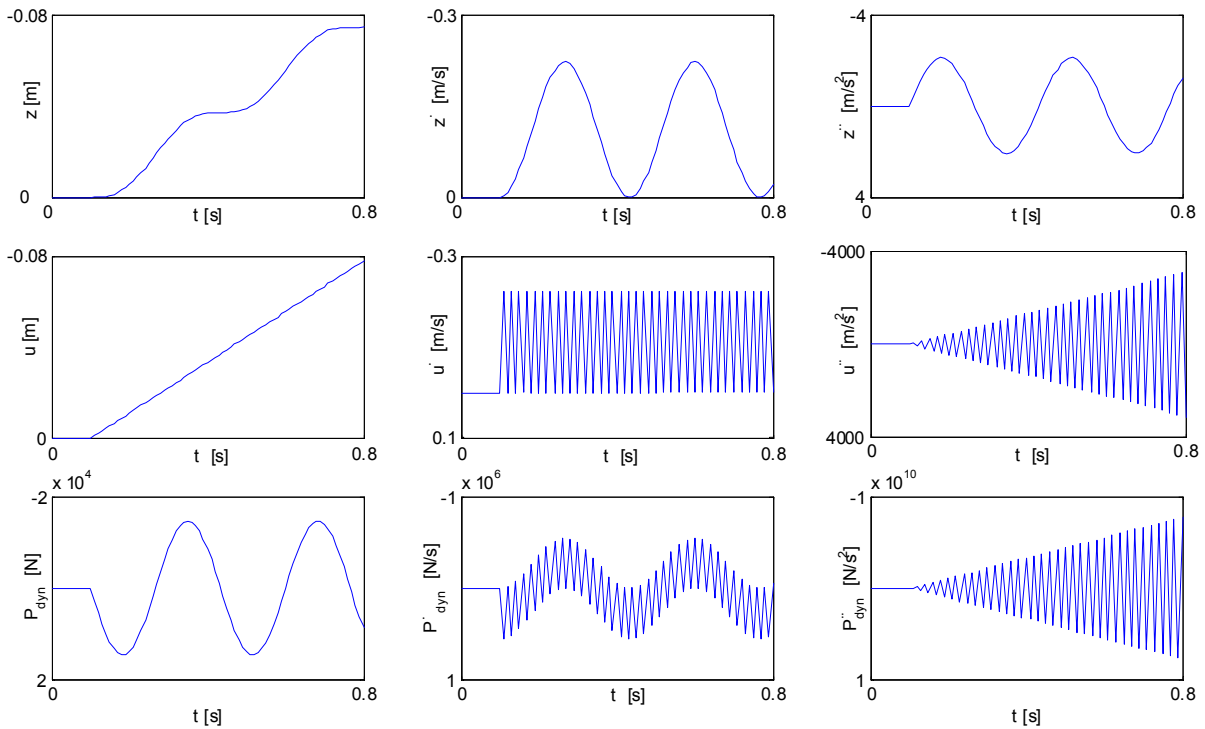 -0.08 -0.3 -4
z [m] z˙ [m/s] z¨ [m/s²]
0 0 4
0 0.8 0 0.8 0 0.8
t [s] t [s] t [s]
-0.08 -0.3 -4000
u [m] u˙ [m/s] u¨ [m/s²]
0 0.1 4000
0 0.8 0 0.8 0 0.8
t [s] t [s] t [s]
x 10⁴ x 10⁶ x 10¹⁰
-2 -1 -1
P_dyn [N] P˙_dyn [N/s] P¨_dyn [N/s²]
2 1 1
0 0.8 0 0.8 0 0.8
t [s] t [s] t [s]